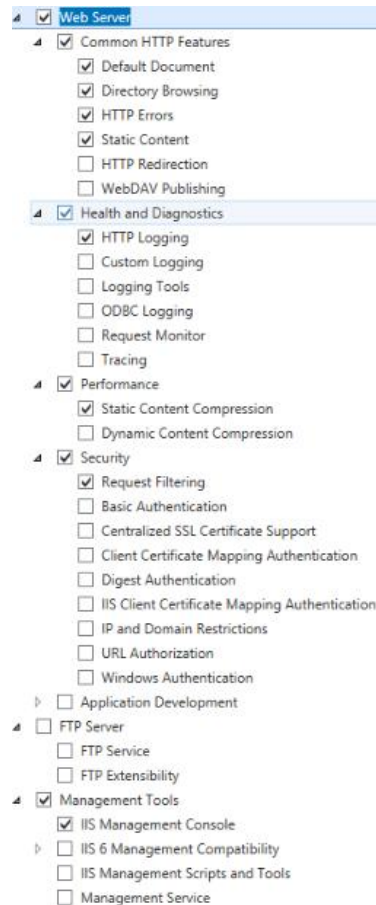 Web Server
Common HTTP Features
Default Document
Directory Browsing
HTTP Errors
Static Content
HTTP Redirection
WebDAV Publishing
Health and Diagnostics
HTTP Logging
Custom Logging
Logging Tools
ODBC Logging
Request Monitor
Tracing
Performance
Static Content Compression
Dynamic Content Compression
Security
Request Filtering
Basic Authentication
Centralized SSL Certificate Support
Client Certificate Mapping Authentication
Digest Authentication
IIS Client Certificate Mapping Authentication
IP and Domain Restrictions
URL Authorization
Windows Authentication
Application Development
FTP Server
FTP Service
FTP Extensibility
Management Tools
IIS Management Console
IIS 6 Management Compatibility
IIS Management Scripts and Tools
Management Service